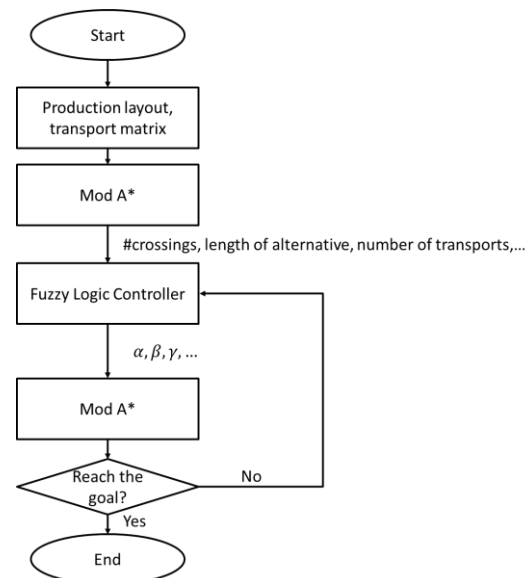 Start
Production layout,
transport matrix
Mod A*
#crossings, length of alternative, number of transports,...
Fuzzy Logic Controller
α, β, γ, ...
Mod A*
Reach the
goal?
No
Yes
End